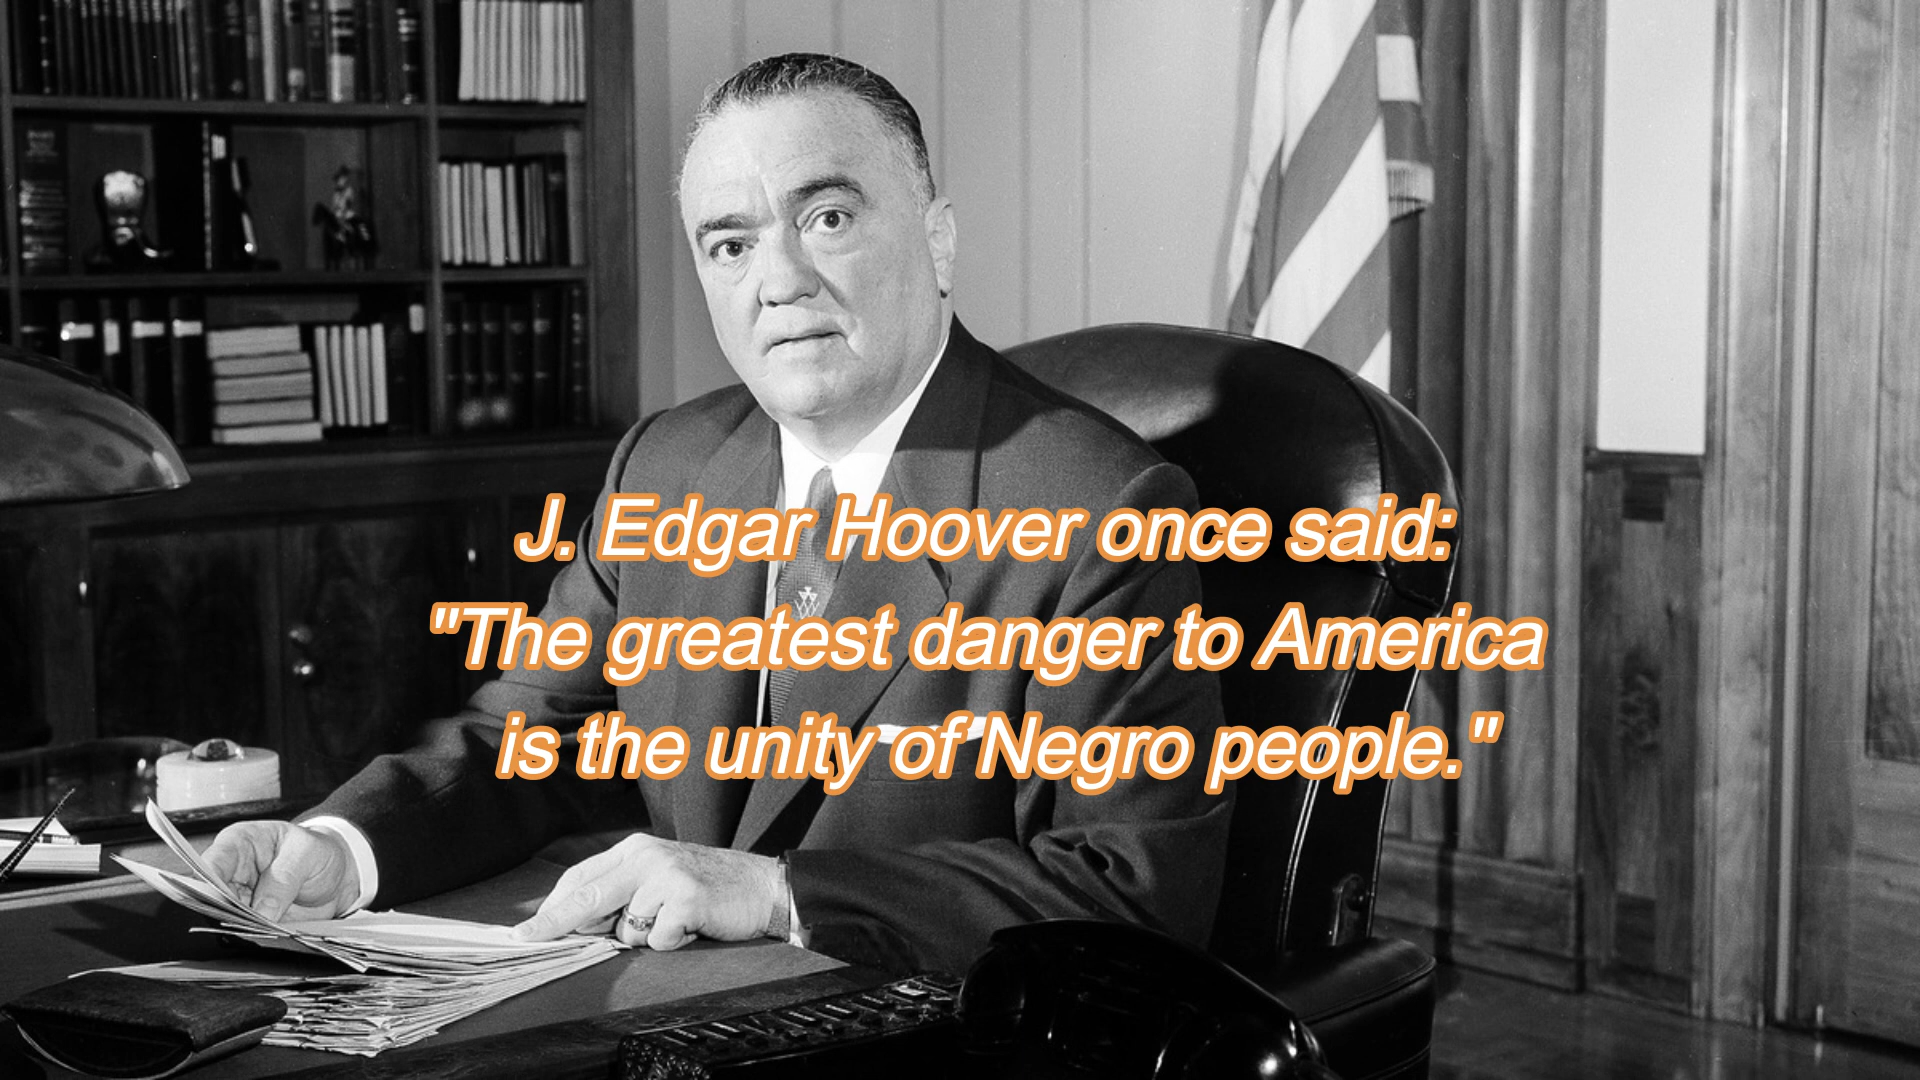 J. Edgar Hoover once said:
"The greatest danger to America
is the unity of Negro people."